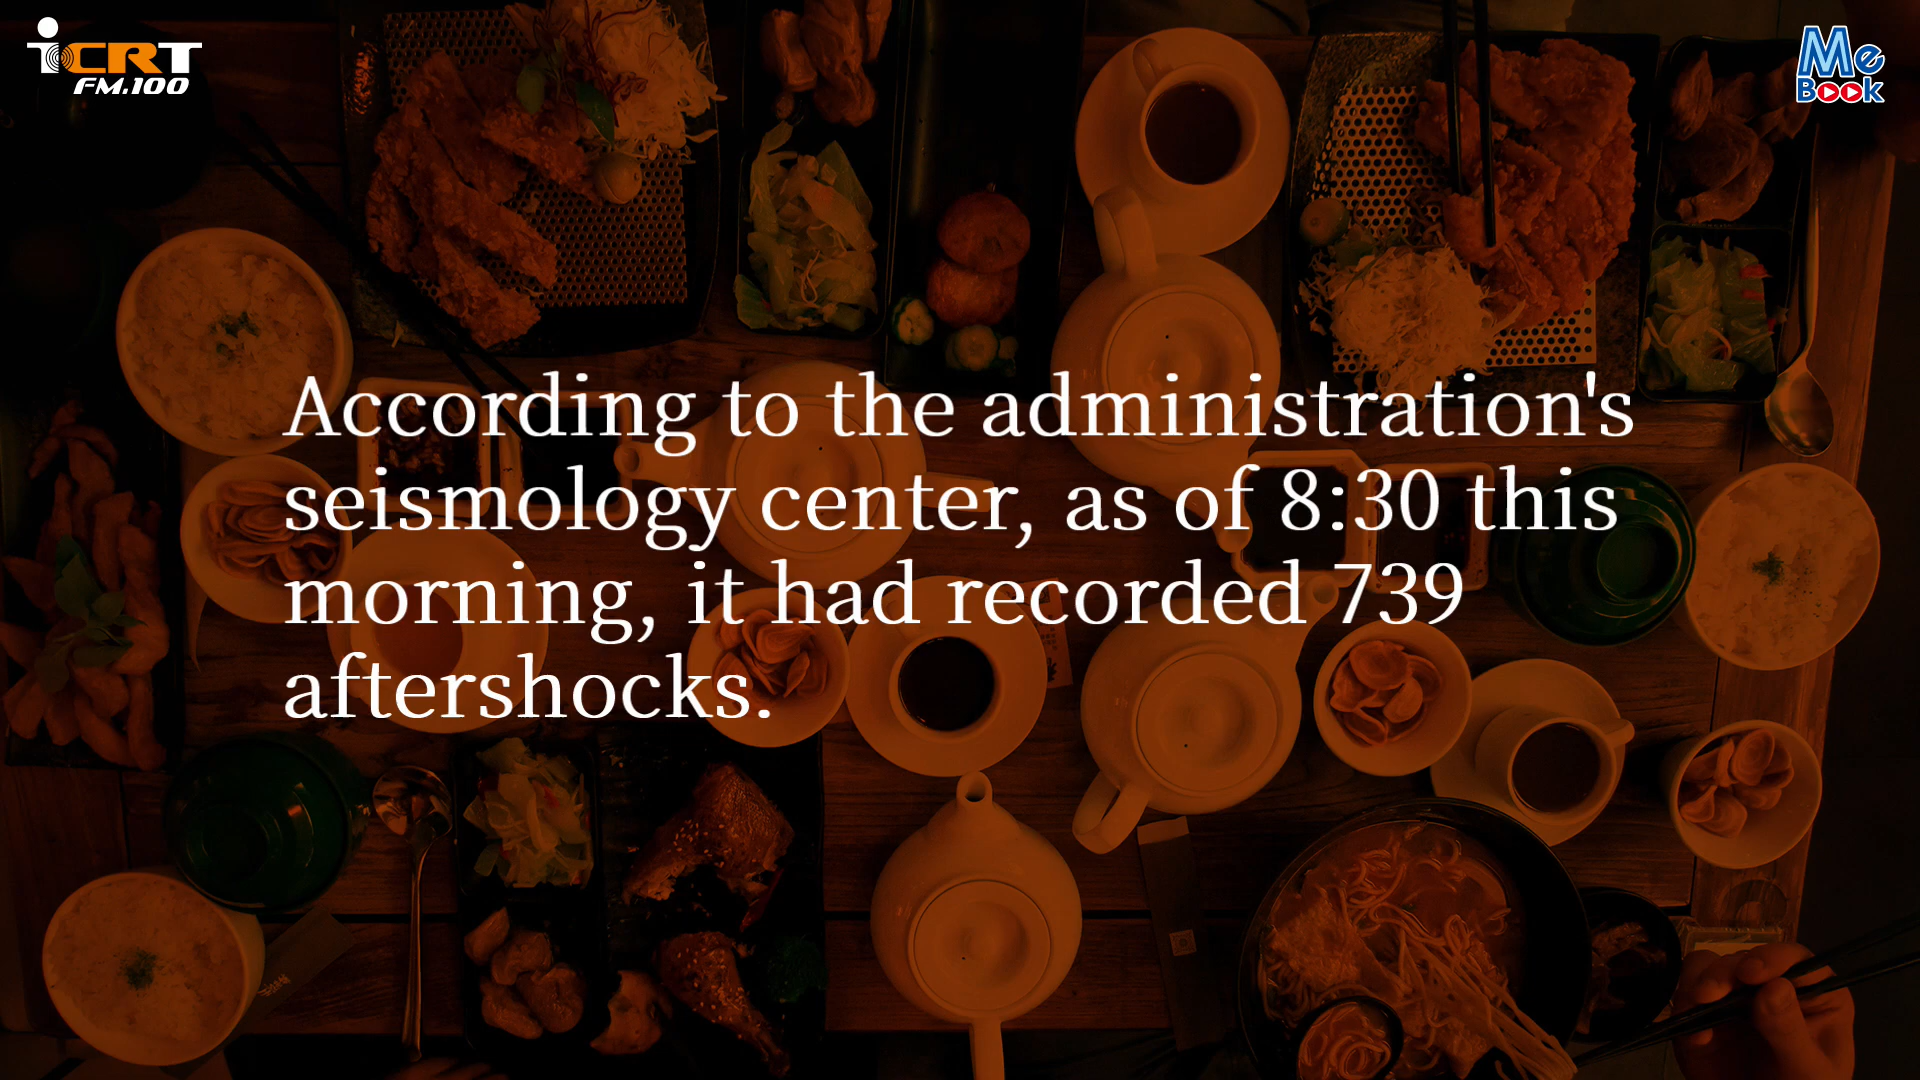 iCRT
FM.100
Me
Book
According to the administration's
seismology center, as of 8:30 this
morning, it had recorded 739
aftershocks.